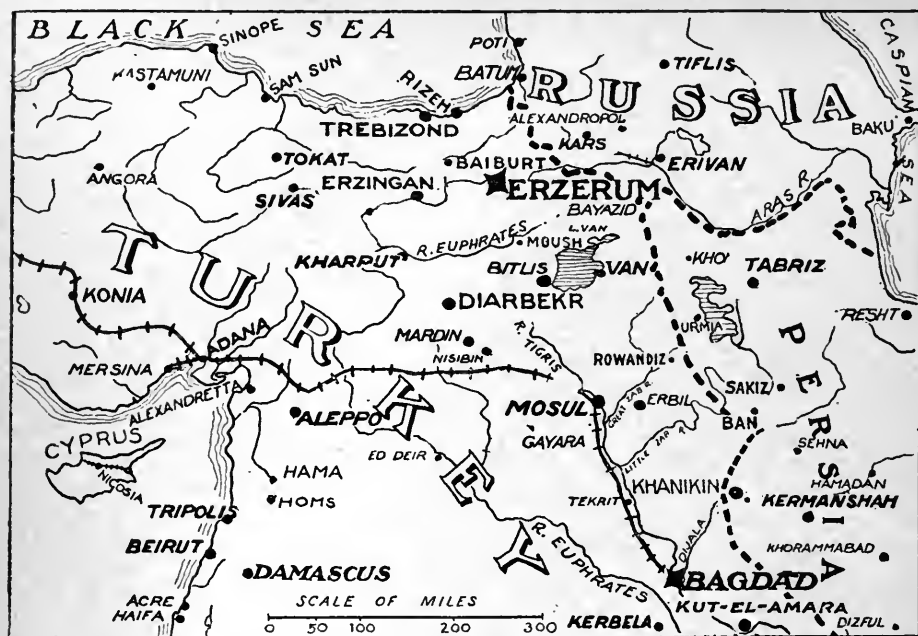 BLACK SEA
SINOPE
KASTAMUNI
SAM SUN
RIZEH
TREBIZOND
POTI
BATUM
TIFLIS
RUSSIA
CASPIAN SEA
BAKU
ALEXANDROPOL
KARS
ERIVAN
TOKAT
BAIBURT
ANGORA
SIVAS
ERZINGAN
ERZERUM
BAYAZID
ARAS R.
TURKEY
L. VAN
R. EUPHRATES
MOUSH
KHARPUT
BITLIS
VAN
KHOI
TABRIZ
KONIA
DIARBEKR
RESHT
ADANA
MARDIN
NISIBIN
R. TIGRIS
URMIA
ROWANDIZ
PERSIA
MERSINA
ALEXANDRETTA
ALEPPO
MOSUL
GREAT ZAB R.
ERBIL
SAKIZ
BAN
CYPRUS
NICOSIA
GAYARA
LITTLE ZAB R.
SEHNA
ED DEIR
HAMA
HOMS
TEKRIT
KHANIKIN
HAMADAN
KERMANSHAH
TRIPOLIS
BEIRUT
R. EUPHRATES
DIALA
KHORAMMABAD
DAMASCUS
BAGDAD
ACRE
HAIFA
SCALE OF MILES
0 50 100 200 300
KUT-EL-AMARA
KERBELA
DIZFUL